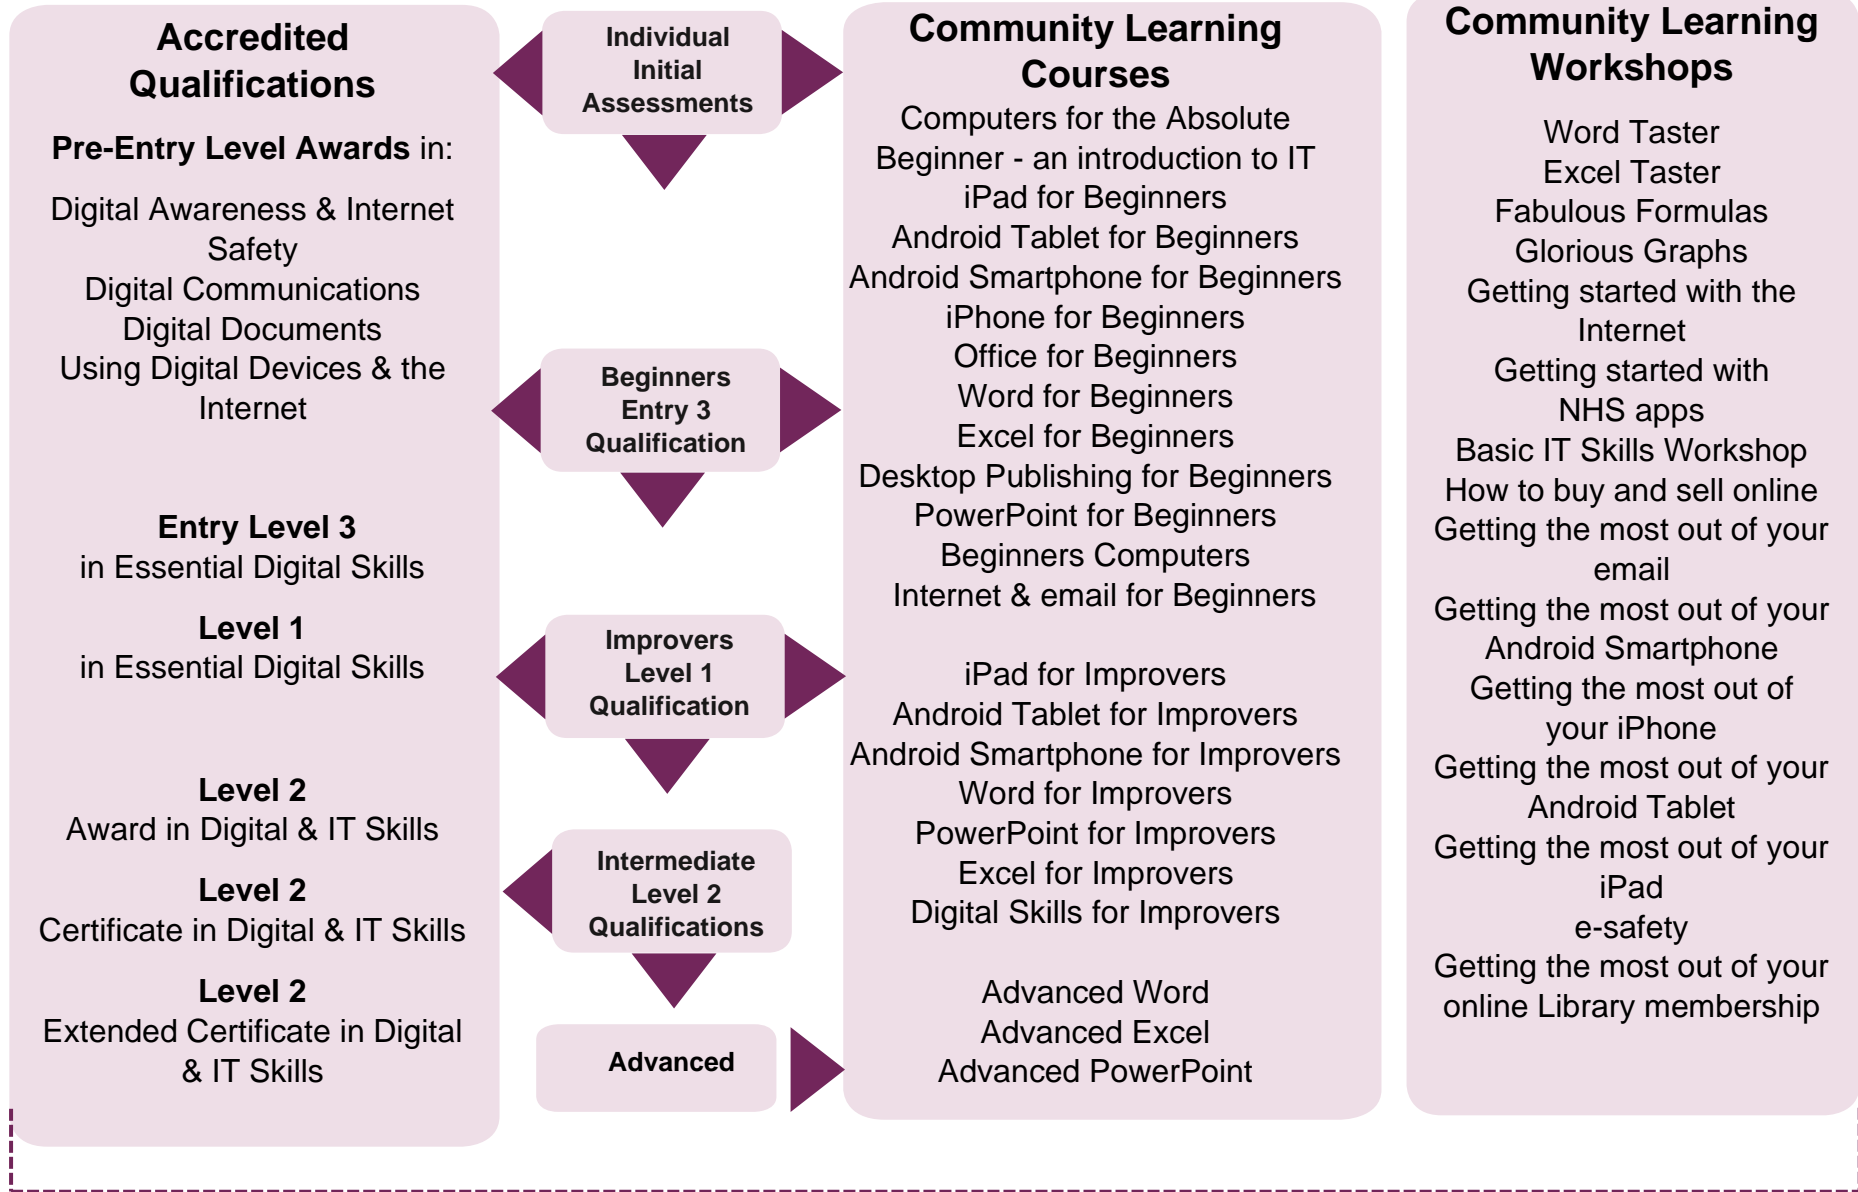 Accredited
Qualifications
Pre-Entry Level Awards in:
Digital Awareness & Internet
Safety
Digital Communications
Digital Documents
Using Digital Devices & the
Internet
Entry Level 3
in Essential Digital Skills
Level 1
in Essential Digital Skills
Level 2
Award in Digital & IT Skills
Level 2
Certificate in Digital & IT Skills
Level 2
Extended Certificate in Digital
& IT Skills
Individual
Initial
Assessments
Beginners
Entry 3
Qualification
Improvers
Level 1
Qualification
Intermediate
Level 2
Qualifications
Advanced
Community Learning
Courses
Computers for the Absolute
Beginner - an introduction to IT
iPad for Beginners
Android Tablet for Beginners
Android Smartphone for Beginners
iPhone for Beginners
Office for Beginners
Word for Beginners
Excel for Beginners
Desktop Publishing for Beginners
PowerPoint for Beginners
Beginners Computers
Internet & email for Beginners
iPad for Improvers
Android Tablet for Improvers
Android Smartphone for Improvers
Word for Improvers
PowerPoint for Improvers
Excel for Improvers
Digital Skills for Improvers
Advanced Word
Advanced Excel
Advanced PowerPoint
Community Learning
Workshops
Word Taster
Excel Taster
Fabulous Formulas
Glorious Graphs
Getting started with the
Internet
Getting started with
NHS apps
Basic IT Skills Workshop
How to buy and sell online
Getting the most out of your
email
Getting the most out of your
Android Smartphone
Getting the most out of
your iPhone
Getting the most out of your
Android Tablet
Getting the most out of your
iPad
e-safety
Getting the most out of your
online Library membership